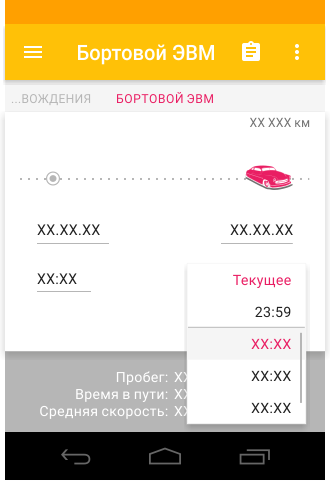 Бортовой ЭВМ
...ВОЖДЕНИЯ БОРТОВОЙ ЭВМ
XX XXX км
XX.XX.XX XX.XX.XX
XX:XX
Текущее
23:59
XX:XX
XX:XX
XX:XX
Пробег: XX
Время в пути: XX
Средняя скорость: XX